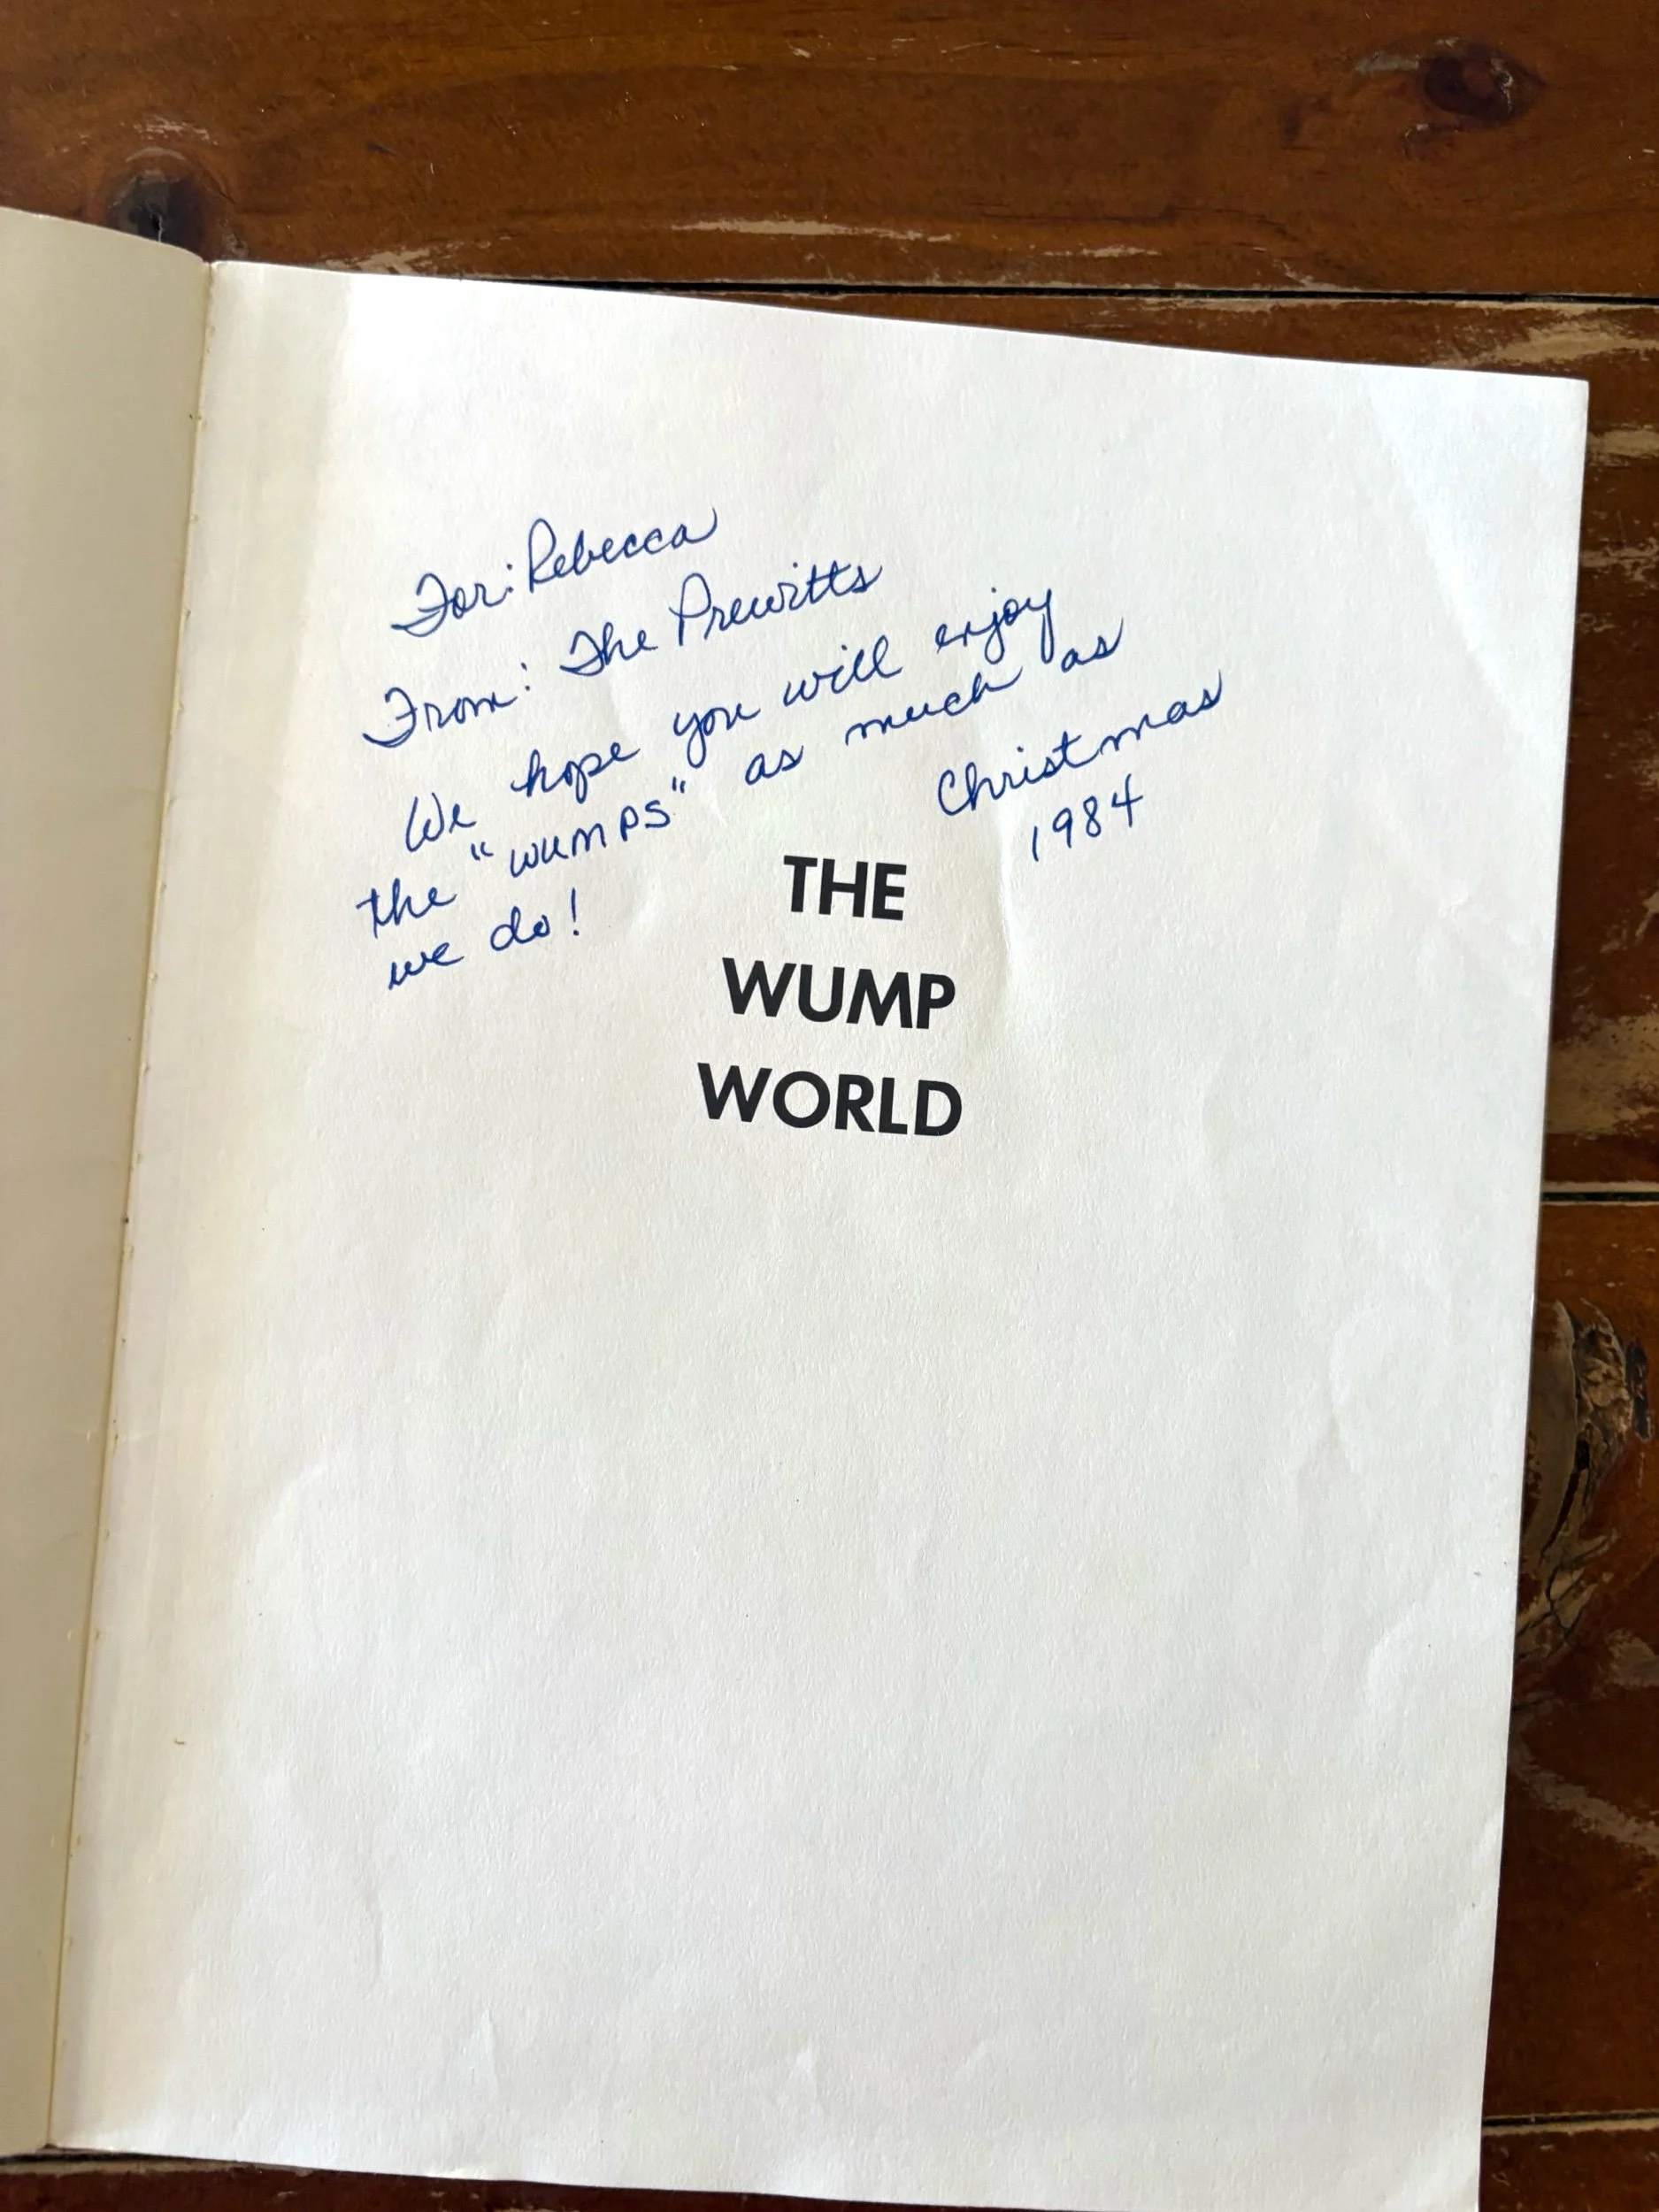 For: Rebecca
From: The Prewitts
We hope you will enjoy
the "WUMPS" as much as
we do!
Christmas
1984
THE
WUMP
WORLD